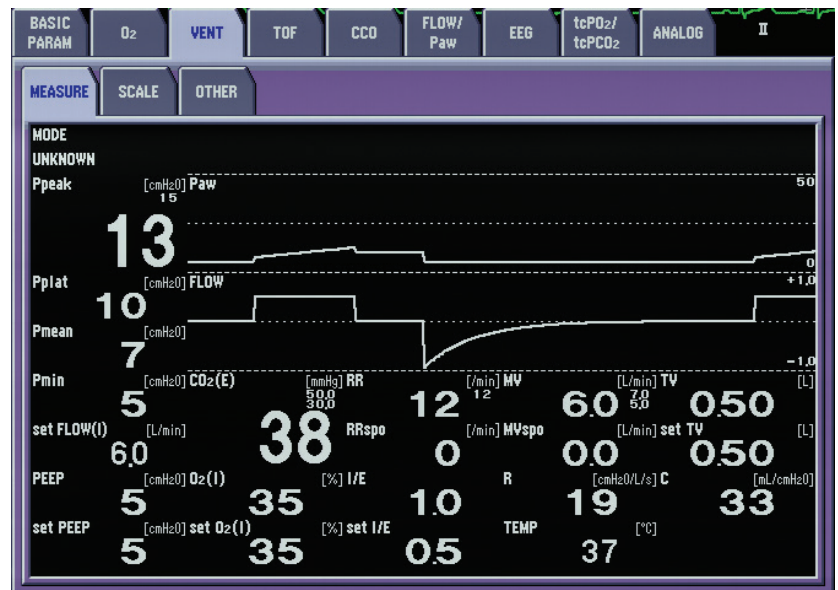 BASIC PARAM O2 VENT TOF CCO FLOW/ Paw EEG tcPO2/ tcPCO2 ANALOG II
MEASURE SCALE OTHER
MODE
UNKNOWN
Ppeak [cmH2O] 15 13 Paw 50 0
Pplat [cmH2O] 10 FLOW +1.0 -1.0
Pmean [cmH2O] 7
Pmin [cmH2O] 5 CO2(E) [mmHg] 50.0 30.0 38 RR [/min] 12 12 MV [L/min] 7.0 5.0 6.0 TV [L] 0.50
set FLOW(I) [L/min] 6.0 RRspo [/min] 0 MVspo [L/min] 0.0 set TV [L] 0.50
PEEP [cmH2O] 5 O2(I) [%] 35 I/E 1.0 R [cmH2O/L/s] 19 C [mL/cmH2O] 33
set PEEP [cmH2O] 5 set O2(I) [%] 35 set I/E 0.5 TEMP [°C] 37